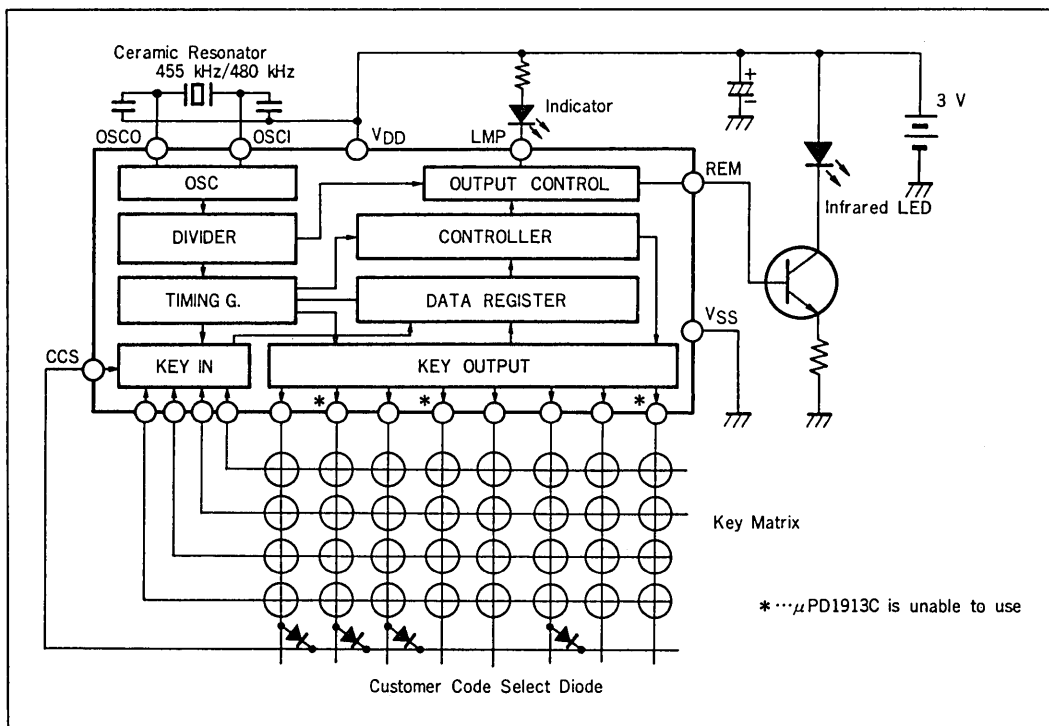 Ceramic Resonator
455 kHz/480 kHz
3 V
Indicator
OSCO
OSCI
VDD
LMP
REM
OSC
OUTPUT CONTROL
Infrared LED
DIVIDER
CONTROLLER
TIMING G.
DATA REGISTER
VSS
CCS
KEY IN
KEY OUTPUT
* * *
Key Matrix
*···μPD1913C is unable to use
Customer Code Select Diode
+
−